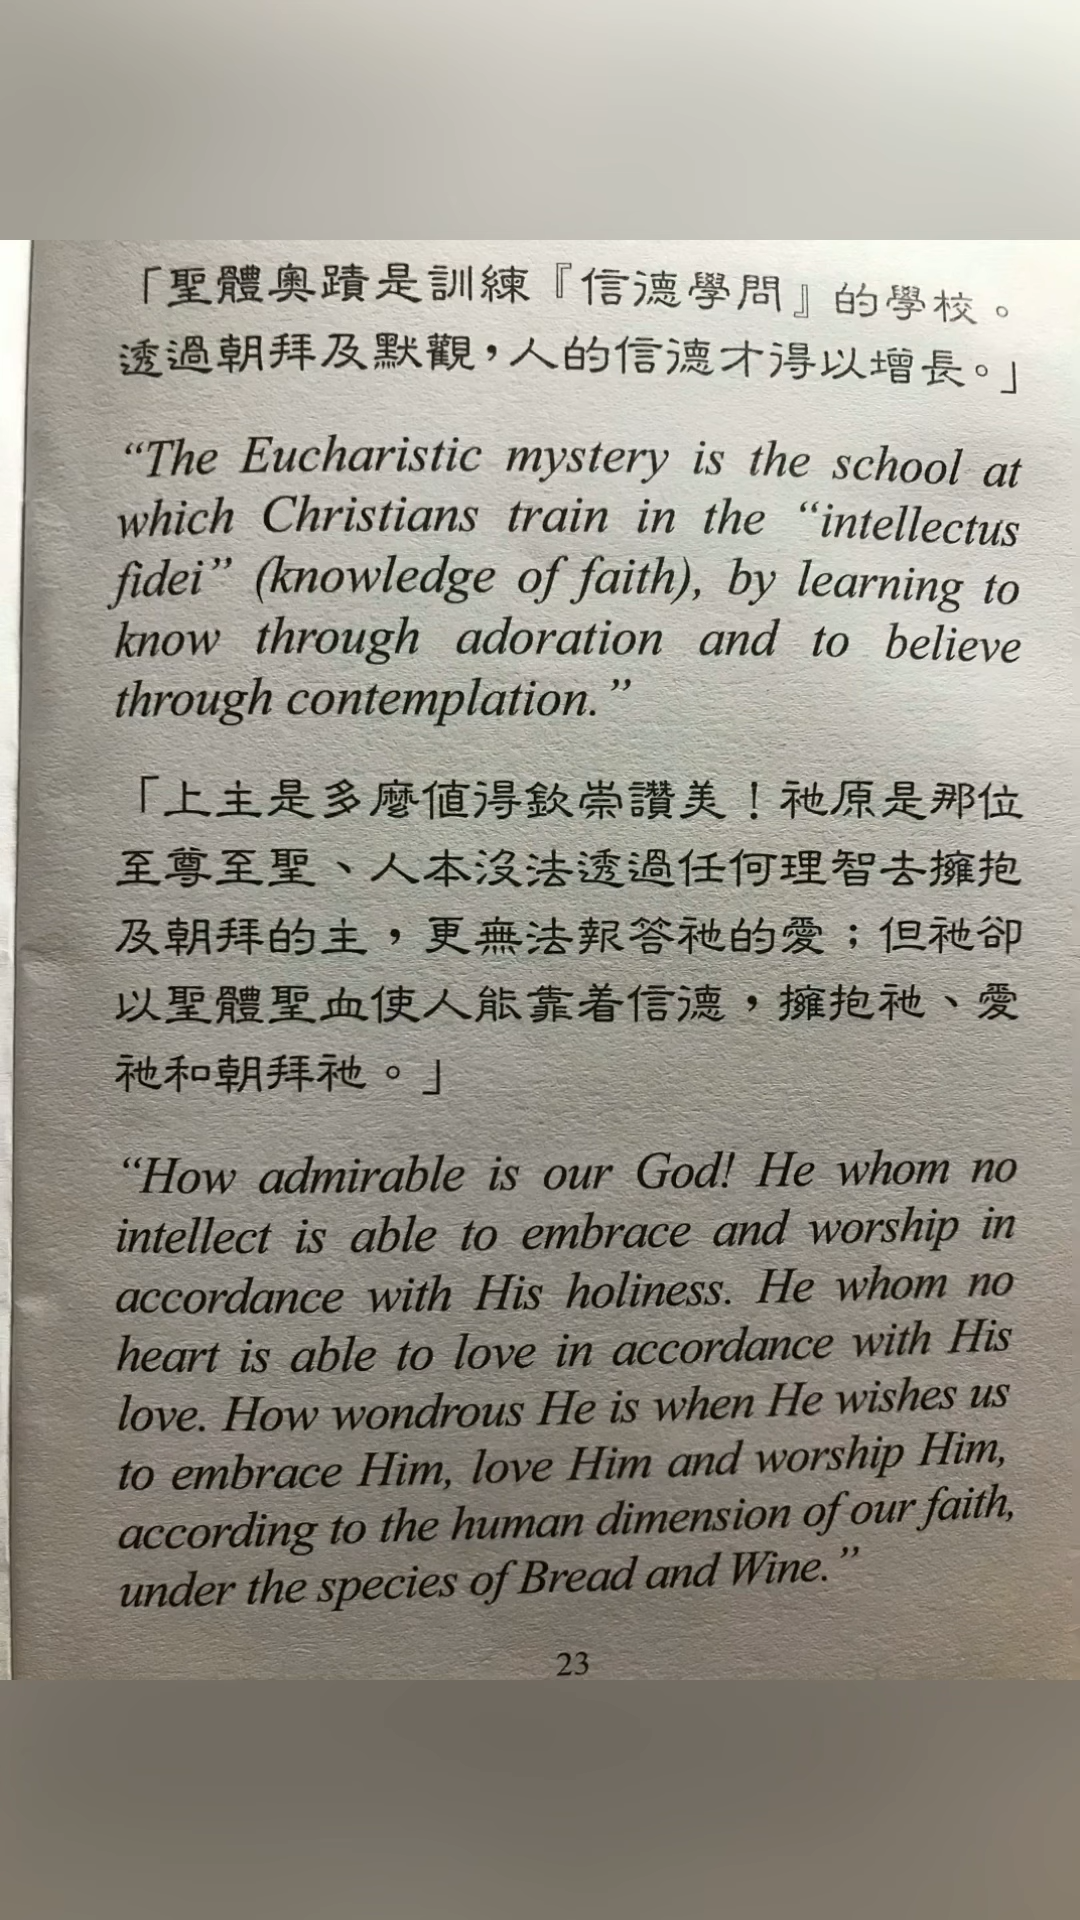 「聖體奧蹟是訓練『信德學問』的學校。
透過朝拜及默觀，人的信德才得以增長。」
“The Eucharistic mystery is the school at
which Christians train in the “intellectus
fidei” (knowledge of faith), by learning to
know through adoration and to believe
through contemplation.”
「上主是多麼值得欽崇讚美！祂原是那位
至尊至聖、人本沒法透過任何理智去擁抱
及朝拜的主，更無法報答祂的愛；但祂卻
以聖體聖血使人能靠着信德，擁抱祂、愛
祂和朝拜祂。」
“How admirable is our God! He whom no
intellect is able to embrace and worship in
accordance with His holiness. He whom no
heart is able to love in accordance with His
love. How wondrous He is when He wishes us
to embrace Him, love Him and worship Him,
according to the human dimension of our faith,
under the species of Bread and Wine.”
23